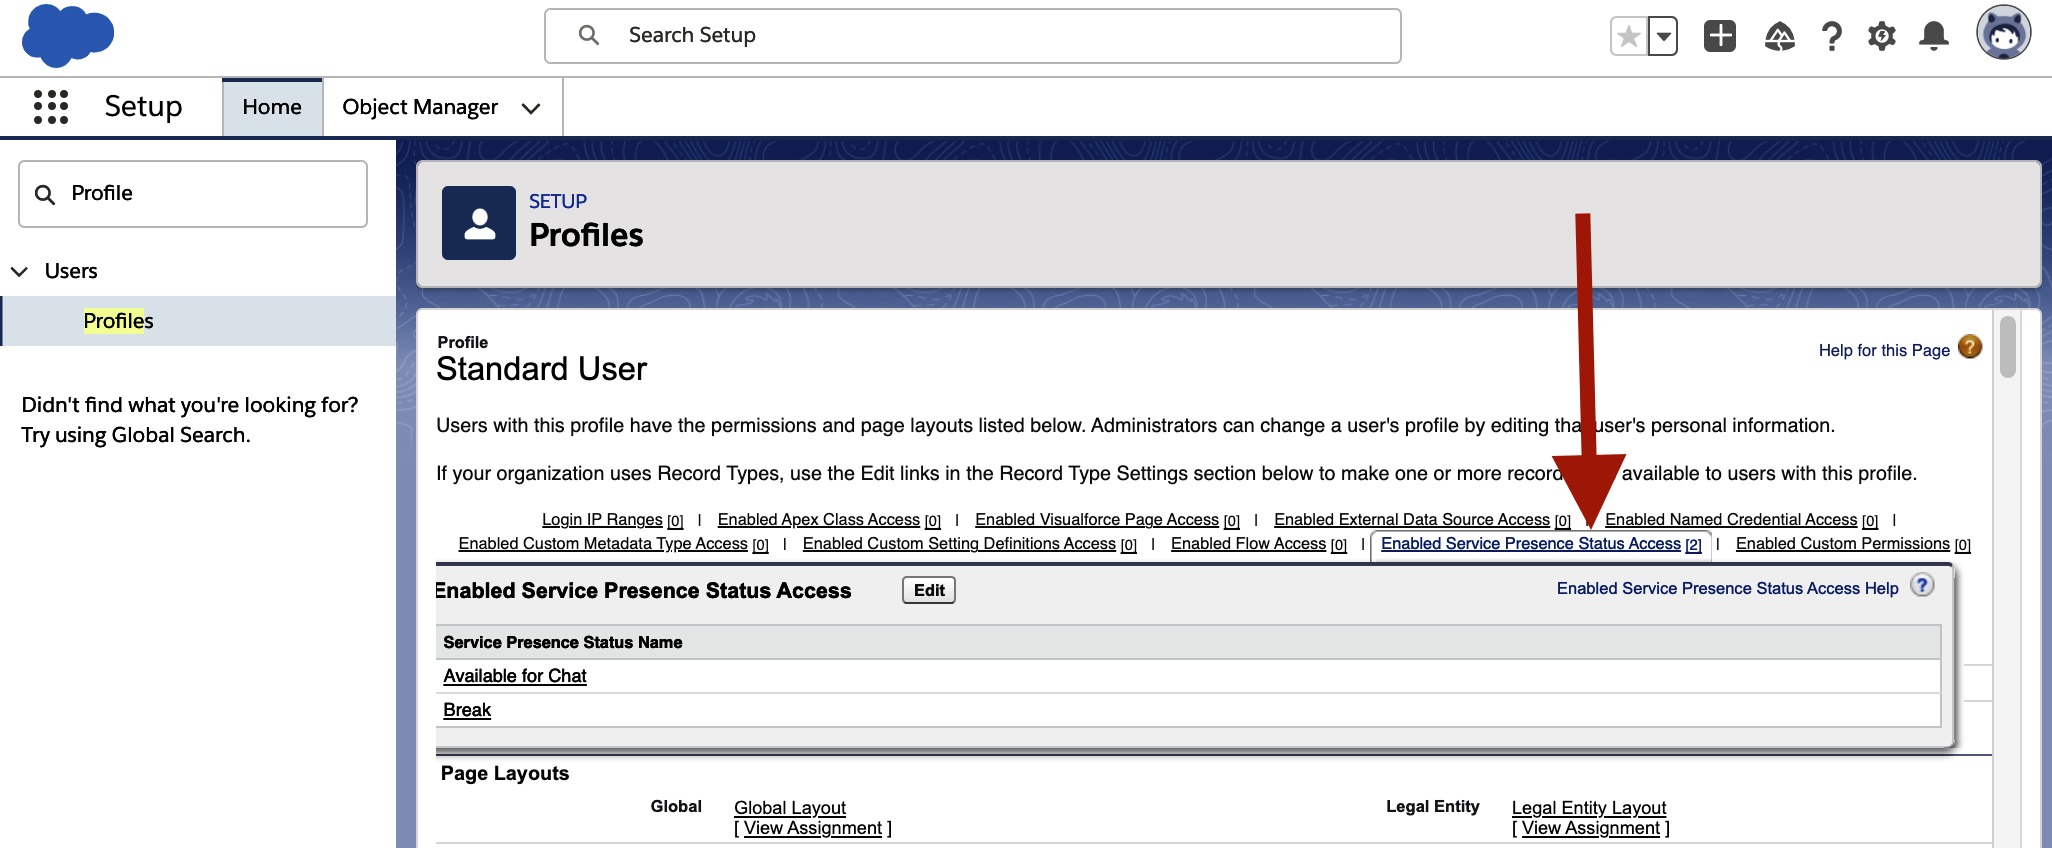 Search Setup
Setup
Home
Object Manager
Profile
Users
Profiles
Didn't find what you're looking for?
Try using Global Search.
SETUP
Profiles
Profile
Standard User
Help for this Page ?
Users with this profile have the permissions and page layouts listed below. Administrators can change a user's profile by editing tha user's personal information.
If your organization uses Record Types, use the Edit links in the Record Type Settings section below to make one or more record available to users with this profile.
Login IP Ranges [0] | Enabled Apex Class Access [0] | Enabled Visualforce Page Access [0] | Enabled External Data Source Access [0] | Enabled Named Credential Access [0] |
Enabled Custom Metadata Type Access [0] | Enabled Custom Setting Definitions Access [0] | Enabled Flow Access [0] | Enabled Service Presence Status Access [2] | Enabled Custom Permissions [0]
Enabled Service Presence Status Access
Edit
Enabled Service Presence Status Access Help ?
Service Presence Status Name
Available for Chat
Break
Page Layouts
Global
Global Layout
[ View Assignment ]
Legal Entity
Legal Entity Layout
[ View Assignment ]